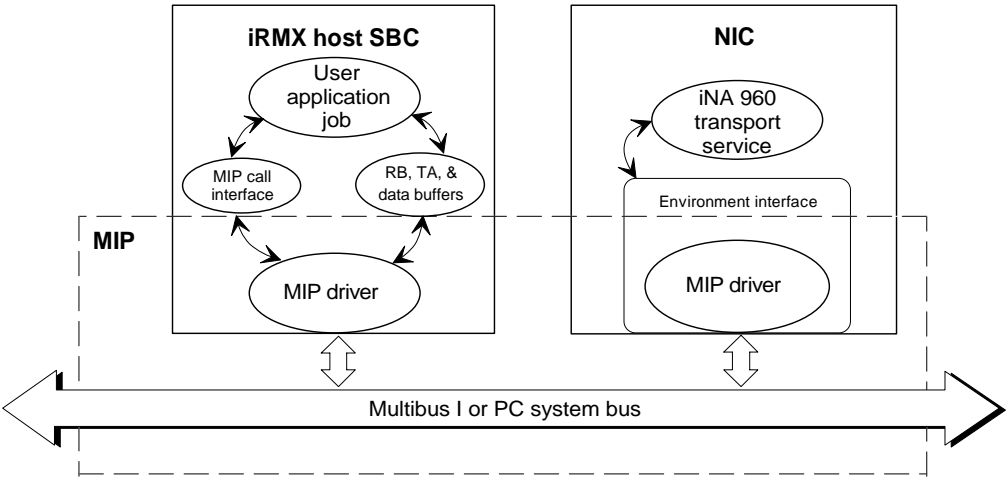 iRMX host SBC
User
application
job
MIP call
interface
RB, TA, &
data buffers
MIP driver
NIC
iNA 960
transport
service
Environment interface
MIP driver
MIP
Multibus I or PC system bus